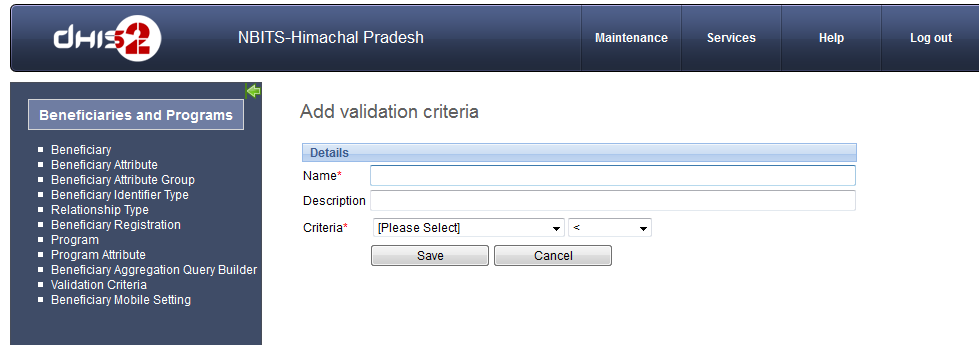 dhis2
NBITS-Himachal Pradesh
Maintenance
Services
Help
Log out
Beneficiaries and Programs
Beneficiary
Beneficiary Attribute
Beneficiary Attribute Group
Beneficiary Identifier Type
Relationship Type
Beneficiary Registration
Program
Program Attribute
Beneficiary Aggregation Query Builder
Validation Criteria
Beneficiary Mobile Setting
Add validation criteria
Details
Name*
Description
Criteria* [Please Select] <
Save Cancel